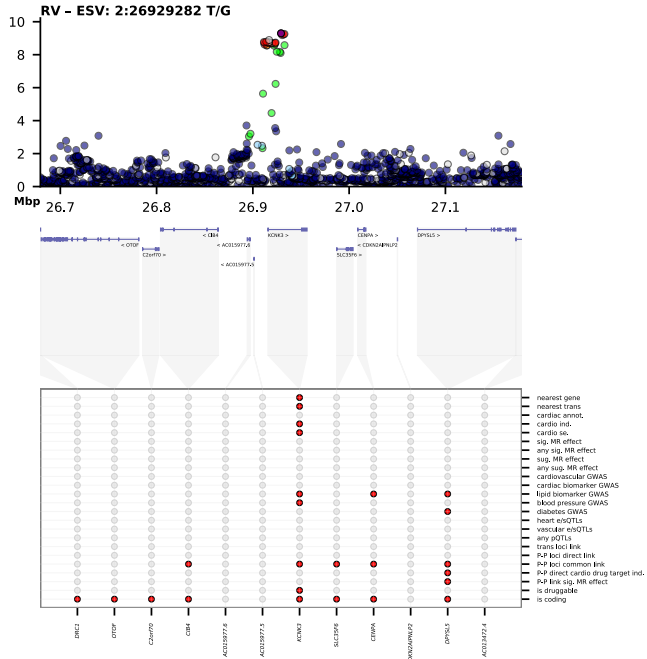 RV – ESV: 2:26929282 T/G
10
8
6
4
2
0
Mbp
26.7 26.8 26.9 27.0 27.1
< CIB4 KCNK3 > CENPA > DPYSL5 >
< OTOF < AC015977.6 < CDKN2AIPNLP2
C2orf70 > SLC35F6 >
< AC015977.5
nearest gene
nearest trans
cardiac annot.
cardio ind.
cardio se.
sig. MR effect
any sig. MR effect
sug. MR effect
any sug. MR effect
cardiovascular GWAS
cardiac biomarker GWAS
lipid biomarker GWAS
blood pressure GWAS
diabetes GWAS
heart e/sQTLs
vascular e/sQTLs
any pQTLs
trans loci link
P-P loci direct link
P-P loci common link
P-P direct cardio drug target ind.
P-P link sig. MR effect
is druggable
is coding
DRC1
OTOF
C2orf70
CIB4
AC015977.6
AC015977.5
KCNK3
SLC35F6
CENPA
DKN2AIPNLP2
DPYSL5
AC013472.4